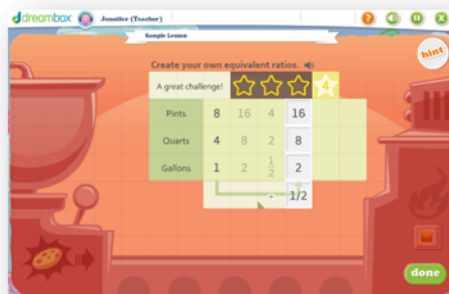 dreambox Jennifer (Teacher) ?
Sample Lesson
hint
Create your own equivalent ratios.
A great challenge! 4
Pints 8 16 4 16
Quarts 4 8 2 8
Gallons 1 2 1/2 2
÷ 1/2
done